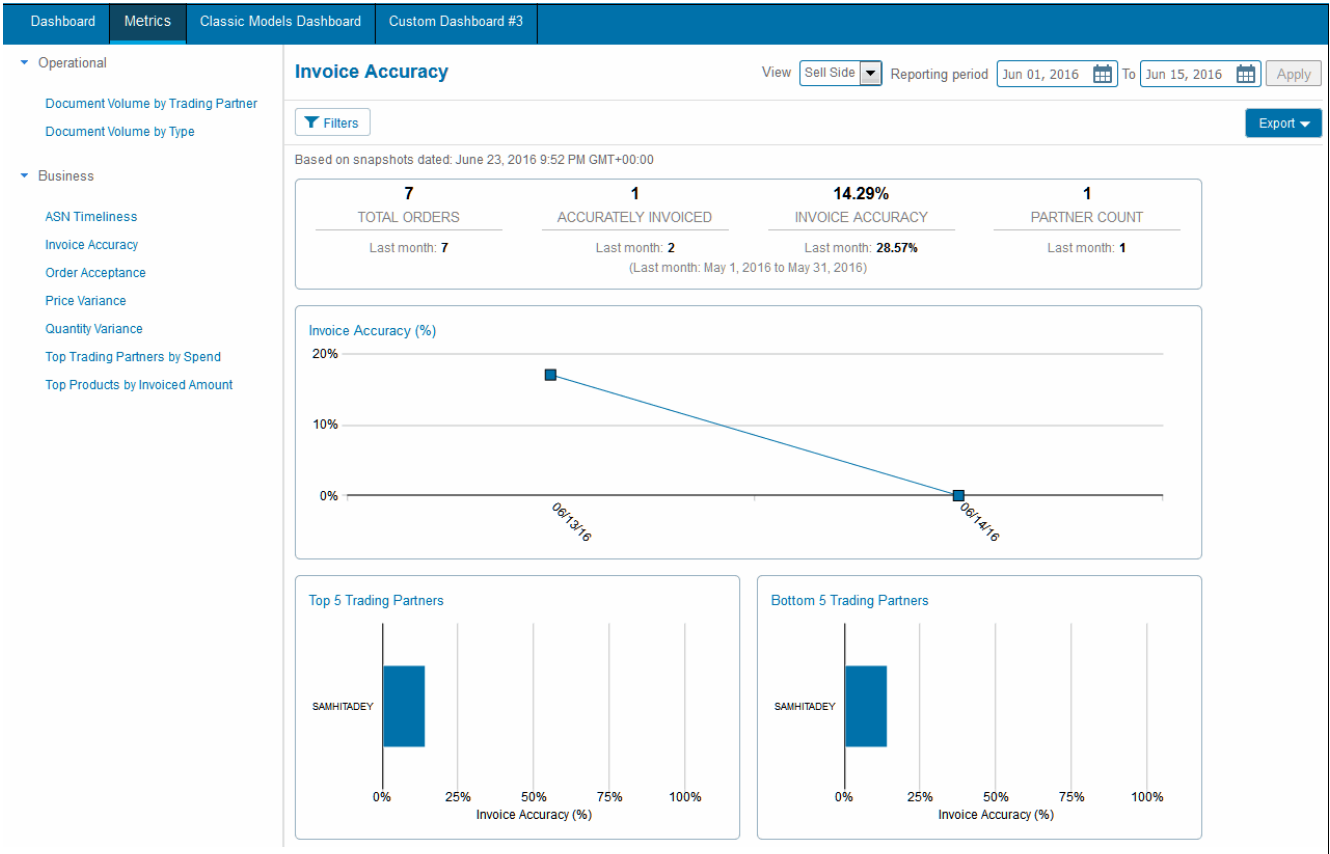 Dashboard Metrics Classic Models Dashboard Custom Dashboard #3
Operational
Document Volume by Trading Partner
Document Volume by Type
Business
ASN Timeliness
Invoice Accuracy
Order Acceptance
Price Variance
Quantity Variance
Top Trading Partners by Spend
Top Products by Invoiced Amount
Invoice Accuracy
View Sell Side Reporting period Jun 01, 2016 To Jun 15, 2016 Apply
Filters Export
Based on snapshots dated: June 23, 2016 9:52 PM GMT+00:00
7 1 14.29% 1
TOTAL ORDERS ACCURATELY INVOICED INVOICE ACCURACY PARTNER COUNT
Last month: 7 Last month: 2 Last month: 28.57% Last month: 1
(Last month: May 1, 2016 to May 31, 2016)
Invoice Accuracy (%)
20%
10%
0%
06/13/16 06/14/16
Top 5 Trading Partners
SAMHITADEY
0% 25% 50% 75% 100%
Invoice Accuracy (%)
Bottom 5 Trading Partners
SAMHITADEY
0% 25% 50% 75% 100%
Invoice Accuracy (%)